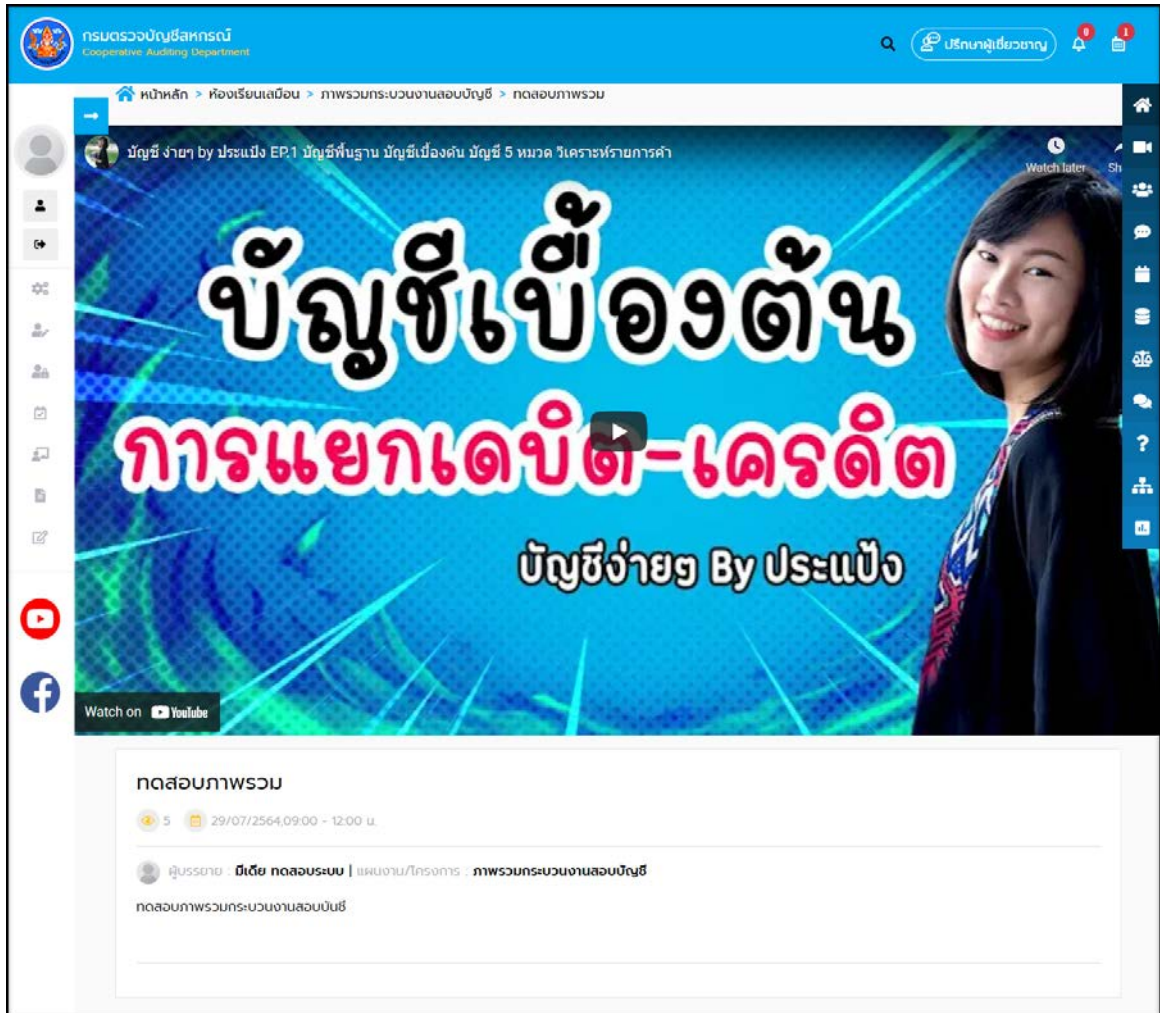 กรมตรวจบัญชีสหกรณ์
Cooperative Auditing Department
ปรึกษาผู้เชี่ยวชาญ
0
1
หน้าหลัก > ห้องเรียนเสมือน > ภาพรวมกระบวนงานสอบบัญชี > ทดสอบภาพรวม
บัญชี ง่ายๆ by ประแป้ง EP.1 บัญชีพื้นฐาน บัญชีเบื้องต้น บัญชี 5 หมวด วิเคราะห์รายการค้า
Watch later
Sh
บัญชีเบื้องต้น
การแยกเดบิต-เครดิต
บัญชีง่ายๆ By ประแป้ง
Watch on YouTube
ทดสอบภาพรวม
5 29/07/2564,09:00 - 12:00 น.
ผู้บรรยาย : มีเดีย ทดสอบระบบ | แผนงาน/โครงการ : ภาพรวมกระบวนงานสอบบัญชี
ทดสอบภาพรวมกระบวนงานสอบบันชี